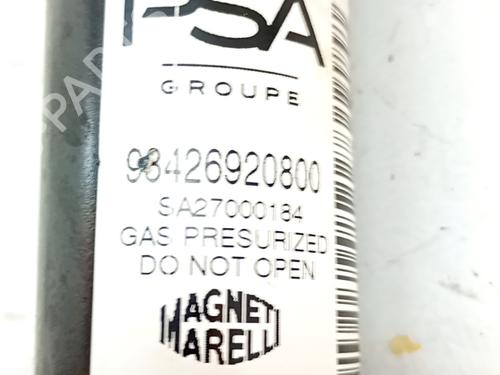 PSA
GROUPE
98426920800
SA27000184
GAS PRESURIZED
DO NOT OPEN
MAGNETI
MARELLI